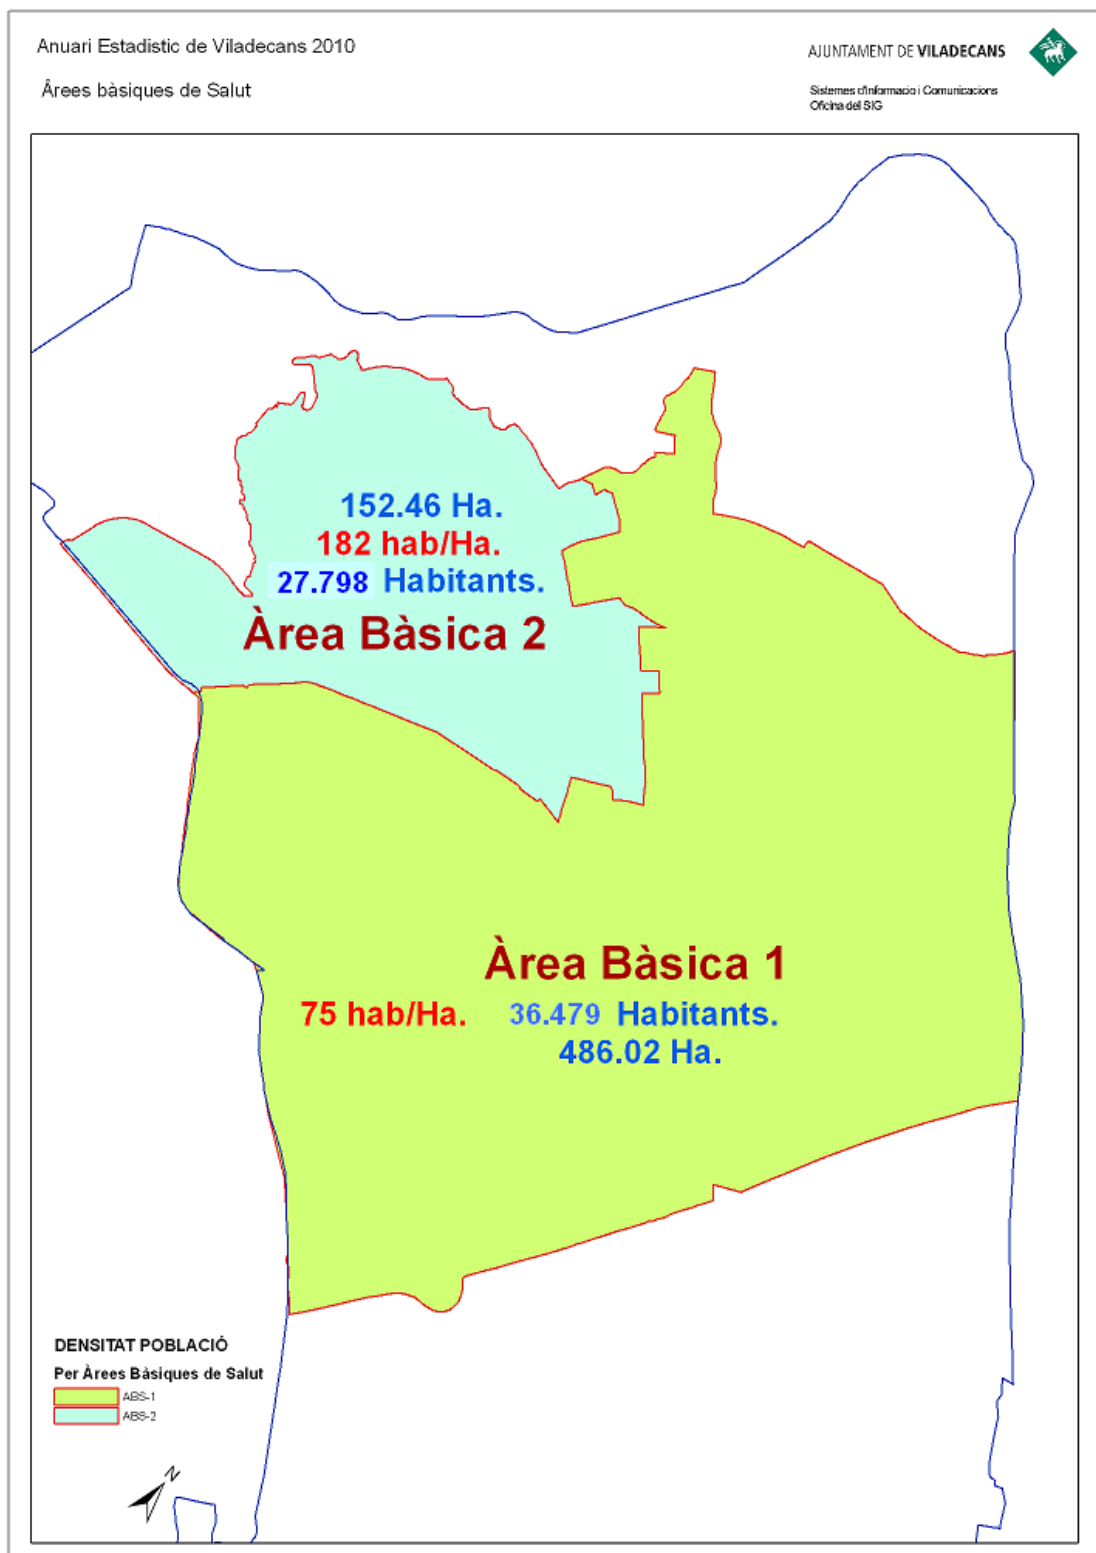 Anuari Estadistic de Viladecans 2010
AJUNTAMENT DE VILADECANS
Ârees bàsiques de Salut
Sistemes d'Informacio i Comunicacions
Oficina del SIG
152.46 Ha.
182 hab/Ha.
27.798 Habitants.
Àrea Bàsica 2
Àrea Bàsica 1
75 hab/Ha. 36.479 Habitants.
486.02 Ha.
DENSITAT POBLACIÓ
Per Àrees Bàsiques de Salut
ABS-1
ABS-2
N